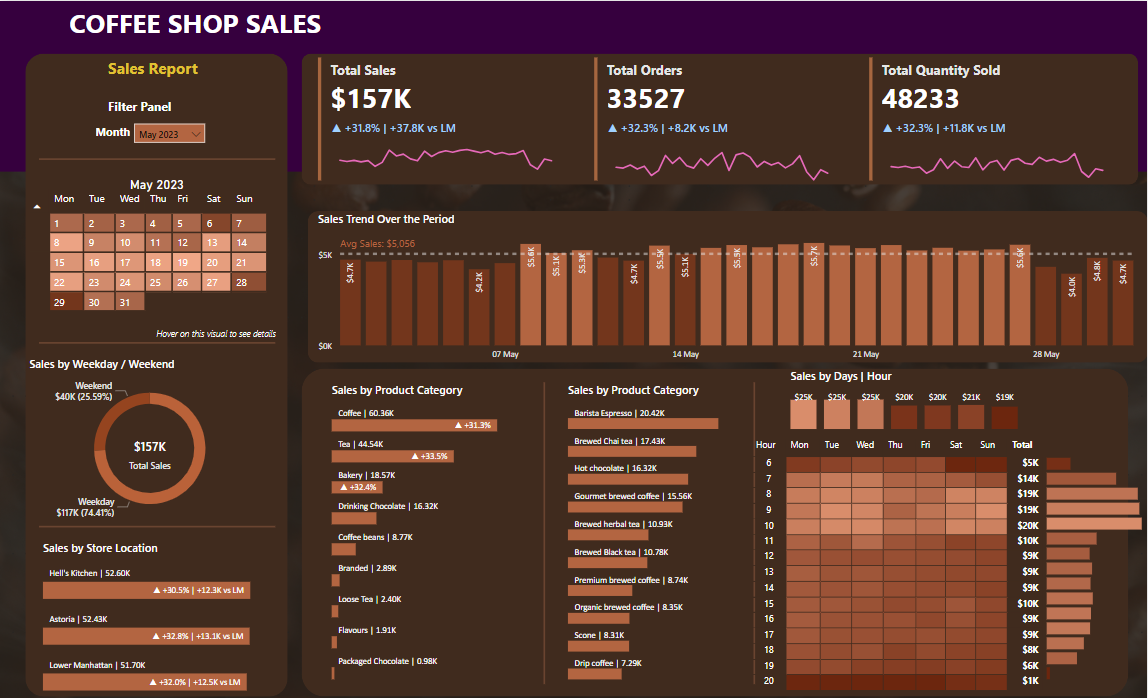 COFFEE SHOP SALES
Sales Report
Filter Panel
Month May 2023
May 2023
Mon Tue Wed Thu Fri Sat Sun
1 2 3 4 5 6 7
8 9 10 11 12 13 14
15 16 17 18 19 20 21
22 23 24 25 26 27 28
29 30 31
Hover on this visual to see details
Sales by Weekday / Weekend
Weekend
$40K (25.59%)
$157K
Total Sales
Weekday
$117K (74.41%)
Sales by Store Location
Hell's Kitchen | 52.60K
▲ +30.5% | +12.3K vs LM
Astoria | 52.43K
▲ +32.8% | +13.1K vs LM
Lower Manhattan | 51.70K
▲ +32.0% | +12.5K vs LM
Total Sales
$157K
▲ +31.8% | +37.8K vs LM
Total Orders
33527
▲ +32.3% | +8.2K vs LM
Total Quantity Sold
48233
▲ +32.3% | +11.8K vs LM
Sales Trend Over the Period
Avg Sales: $5,056
$5K
$4.7K $4.2K $5.6K $5.1K $5.3K $4.7K $5.5K $5.1K $5.5K $5.7K $5.6K $4.0K $4.8K $4.7K
$0K
07 May 14 May 21 May 28 May
Sales by Product Category
Coffee | 60.36K
▲ +31.3%
Tea | 44.54K
▲ +33.5%
Bakery | 18.57K
▲ +32.4%
Drinking Chocolate | 16.32K
Coffee beans | 8.77K
Branded | 2.89K
Loose Tea | 2.40K
Flavours | 1.91K
Packaged Chocolate | 0.98K
Sales by Product Category
Barista Espresso | 20.42K
Brewed Chai tea | 17.43K
Hot chocolate | 16.32K
Gourmet brewed coffee | 15.56K
Brewed herbal tea | 10.93K
Brewed Black tea | 10.78K
Premium brewed coffee | 8.74K
Organic brewed coffee | 8.35K
Scone | 8.31K
Drip coffee | 7.29K
Sales by Days | Hour
$25K $25K $25K $20K $20K $21K $19K
Hour Mon Tue Wed Thu Fri Sat Sun Total
6 $5K
7 $14K
8 $19K
9 $19K
10 $20K
11 $10K
12 $9K
13 $9K
14 $9K
15 $10K
16 $9K
17 $9K
18 $8K
19 $6K
20 $1K